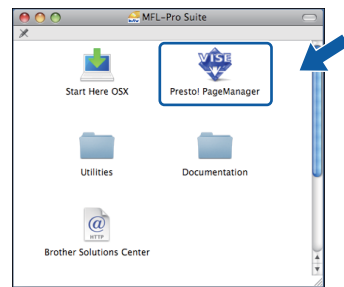 MFL-Pro Suite
VISE
Start Here OSX
Presto! PageManager
Utilities
Documentation
@
HTTP
Brother Solutions Center